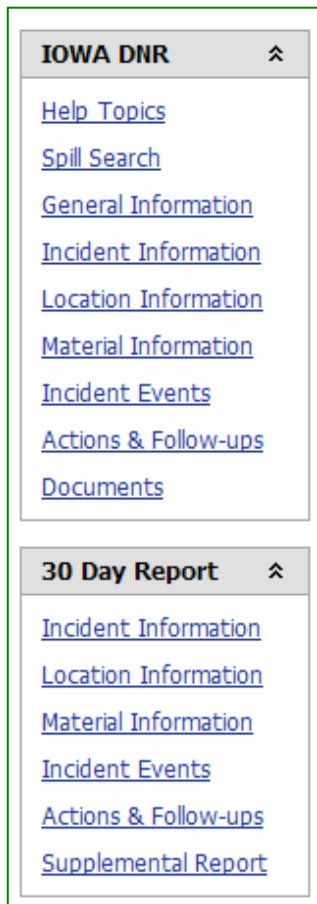 IOWA DNR
Help Topics
Spill Search
General Information
Incident Information
Location Information
Material Information
Incident Events
Actions & Follow-ups
Documents
30 Day Report
Incident Information
Location Information
Material Information
Incident Events
Actions & Follow-ups
Supplemental Report